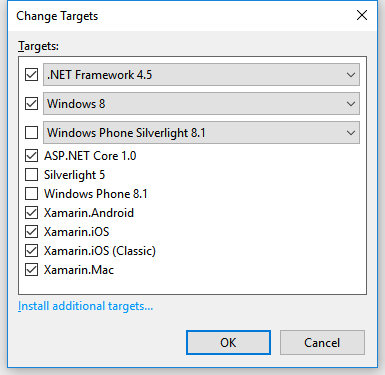 Change Targets
Targets:
.NET Framework 4.5
Windows 8
Windows Phone Silverlight 8.1
ASP.NET Core 1.0
Silverlight 5
Windows Phone 8.1
Xamarin.Android
Xamarin.iOS
Xamarin.iOS (Classic)
Xamarin.Mac
Install additional targets...
OK Cancel